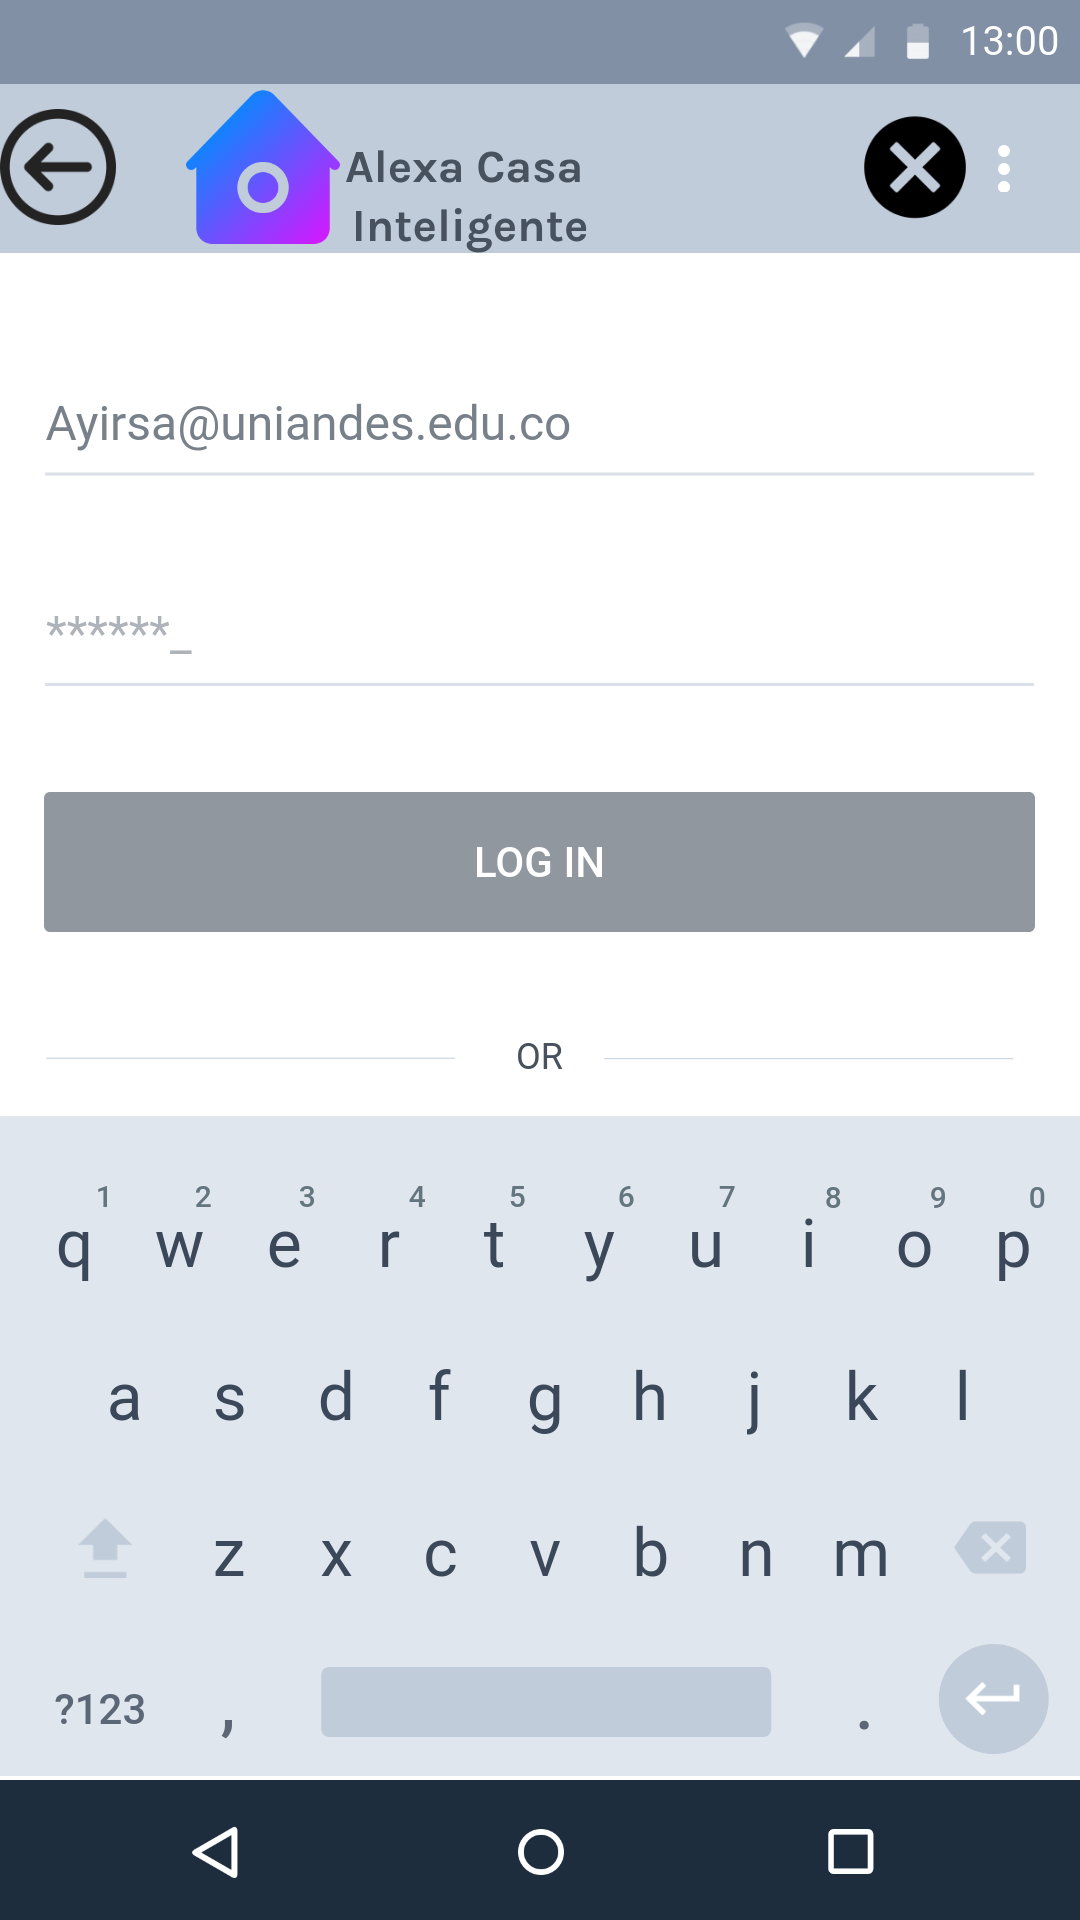 13:00
Alexa Casa
Inteligente
Ayirsa@uniandes.edu.co
******_
LOG IN
OR
1 2 3 4 5 6 7 8 9 0
q w e r t y u i o p
a s d f g h j k l
z x c v b n m
?123 , .